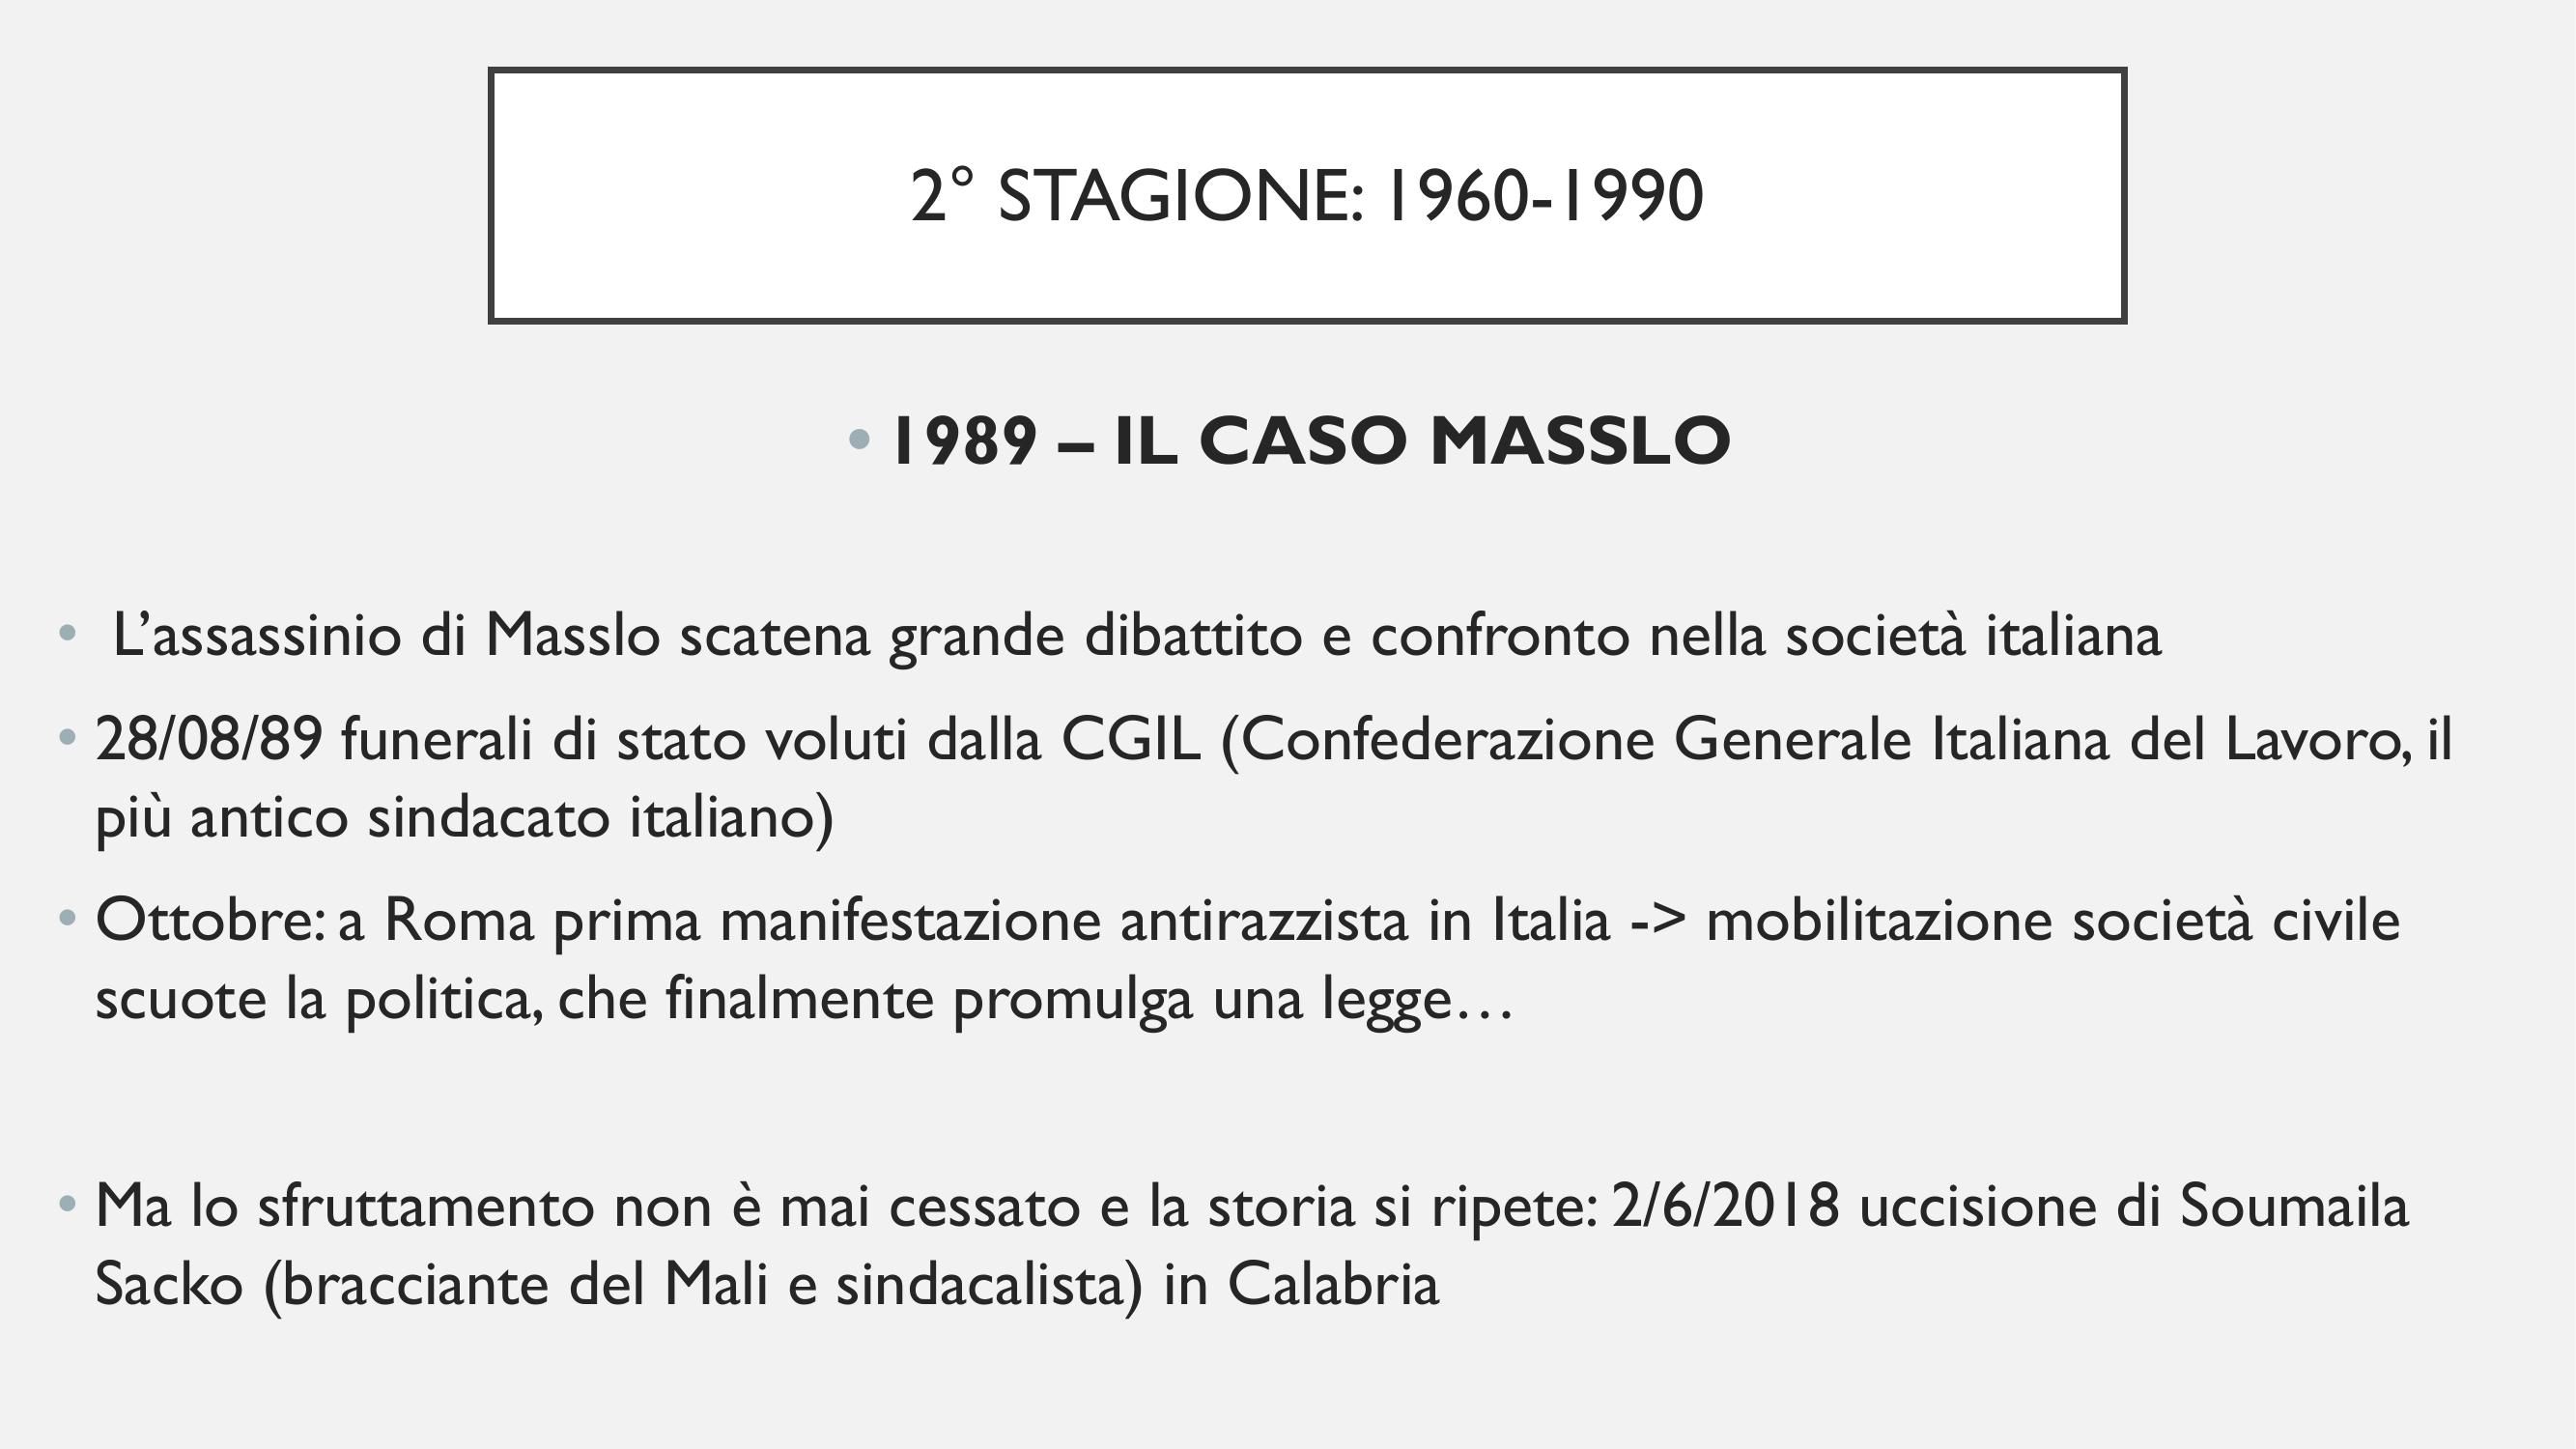 2° STAGIONE: 1960-1990
• 1989 – IL CASO MASSLO
• L’assassinio di Masslo scatena grande dibattito e confronto nella società italiana
• 28/08/89 funerali di stato voluti dalla CGIL (Confederazione Generale Italiana del Lavoro, il
più antico sindacato italiano)
• Ottobre: a Roma prima manifestazione antirazzista in Italia -> mobilitazione società civile
scuote la politica, che finalmente promulga una legge…
• Ma lo sfruttamento non è mai cessato e la storia si ripete: 2/6/2018 uccisione di Soumaila
Sacko (bracciante del Mali e sindacalista) in Calabria